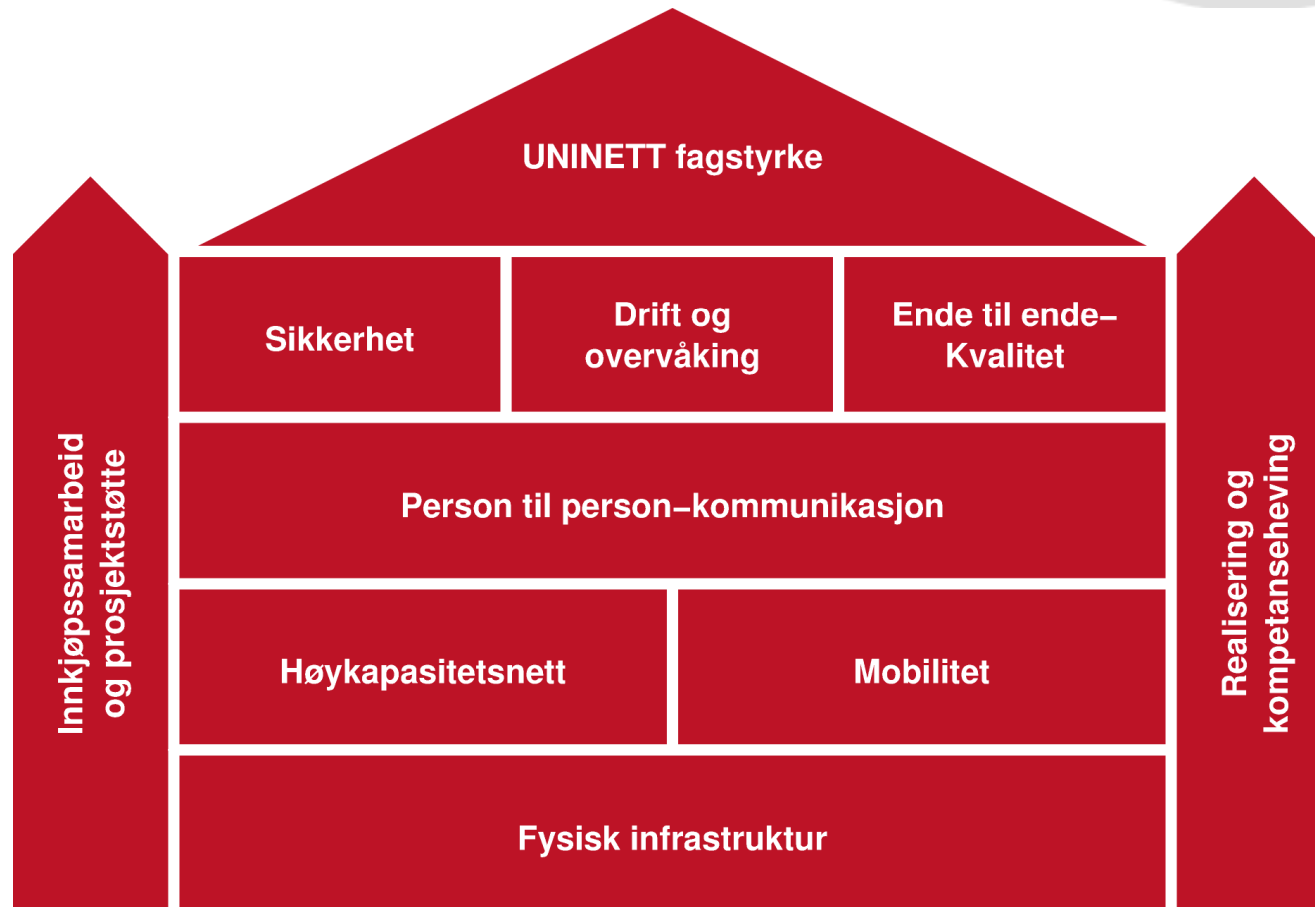 UNINETT fagstyrke
Sikkerhet
Drift og
overvåking
Ende til ende–
Kvalitet
Person til person–kommunikasjon
Høykapasitetsnett
Mobilitet
Fysisk infrastruktur
Innkjøpssamarbeid
og prosjektstøtte
Realisering og
kompetanseheving